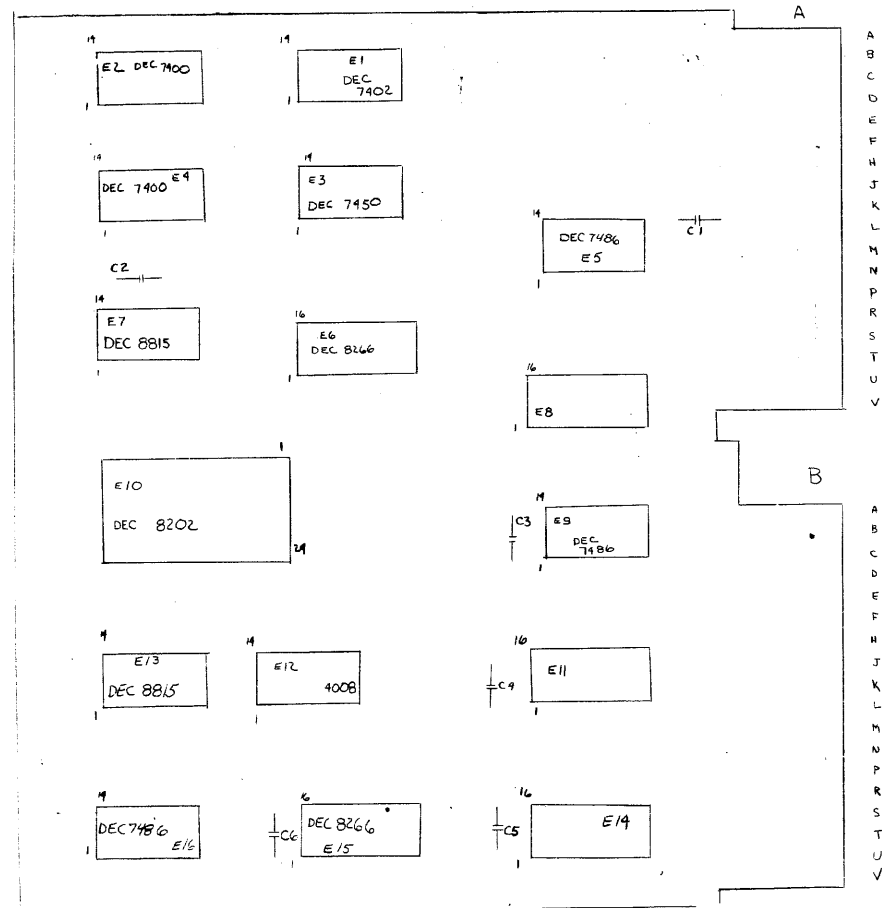 A
14
E2 DEC 7400
1
14
E1
DEC
7402
1
14
DEC 7400 E4
1
14
E3
DEC 7450
1
14
DEC 7486
E5
1
C1
C2
14
E7
DEC 8815
1
16
E6
DEC 8266
1
16
E8
1
A
B
C
D
E
F
H
J
K
L
M
N
P
R
S
T
U
V
B
1
E10
DEC 8202
24
C3
14
E9
DEC
7486
1
14
E13
DEC 8815
1
14
E12
4008
1
C4
16
E11
1
14
DEC 7486
E16
1
C6
16
DEC 8266
E15
1
C5
16
E14
1
A
B
C
D
E
F
H
J
K
L
M
N
P
R
S
T
U
V